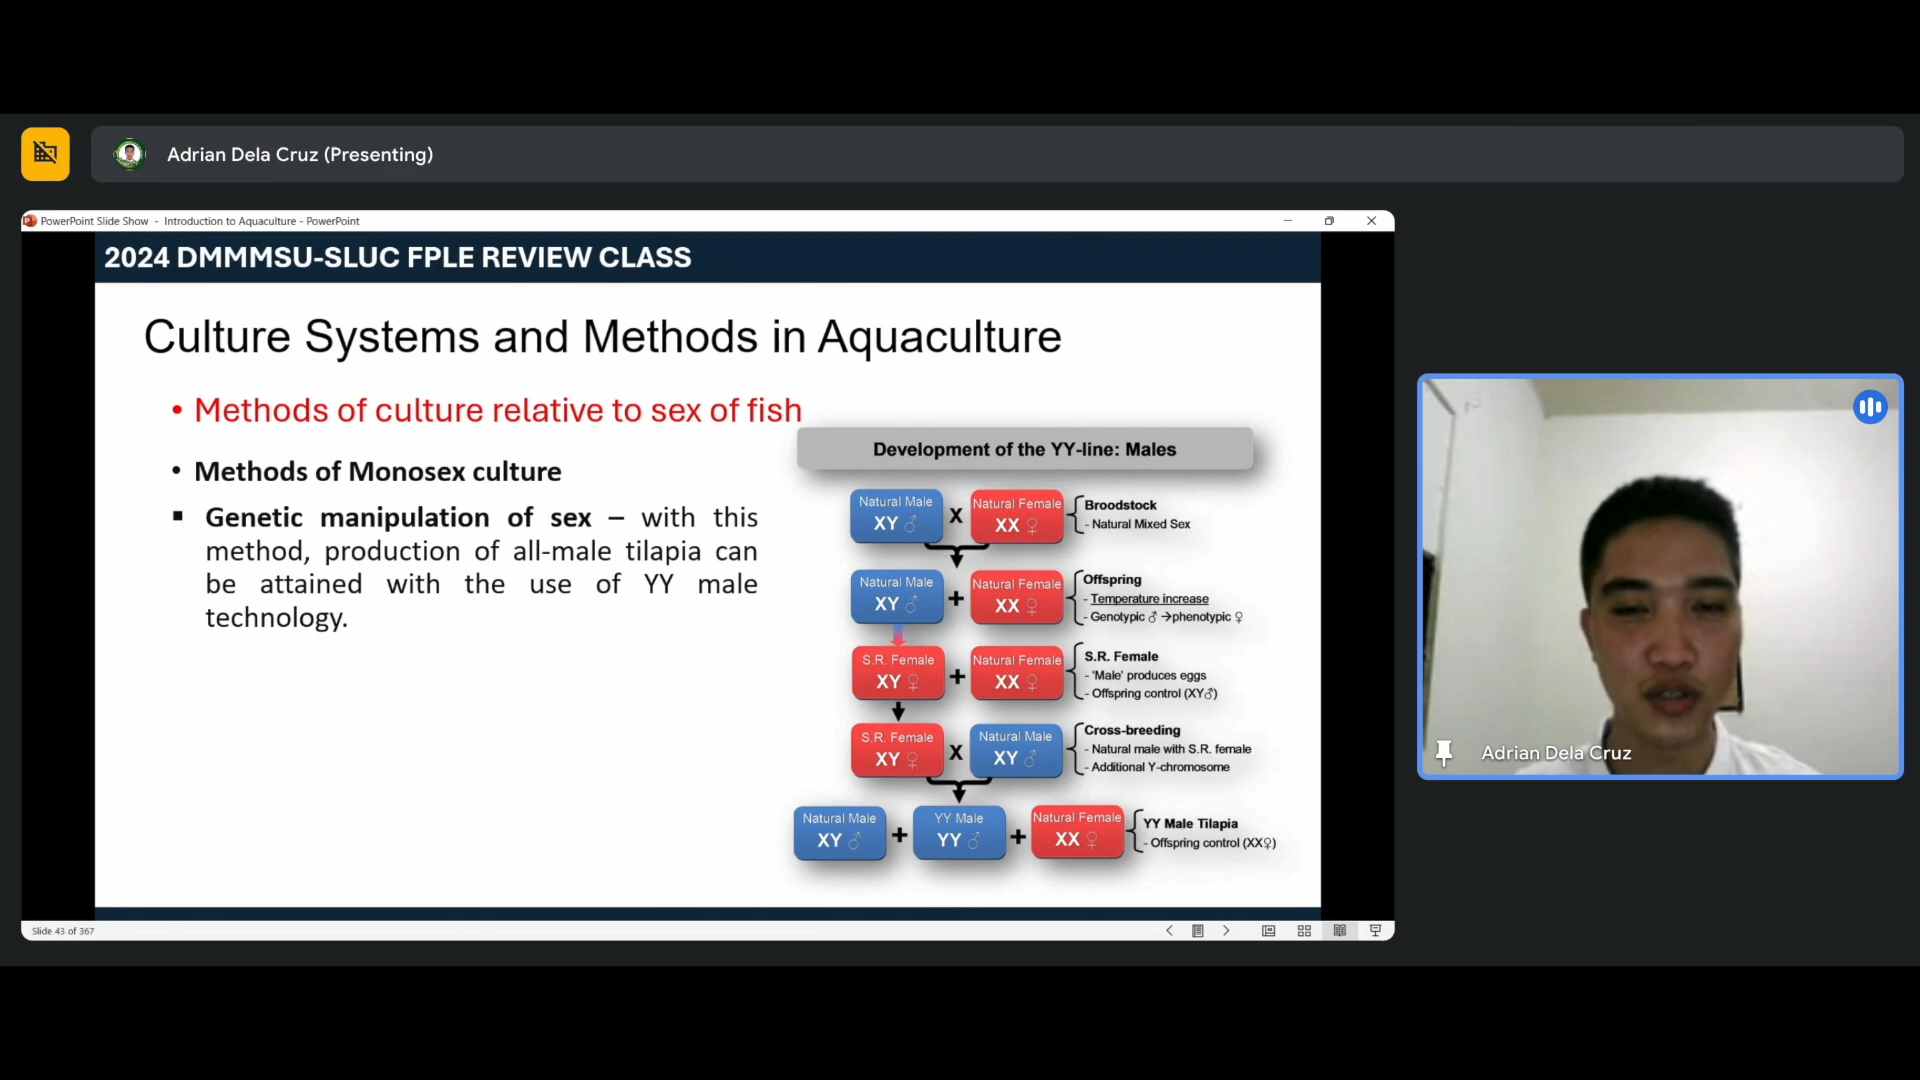 Adrian Dela Cruz (Presenting)
PowerPoint Slide Show - Introduction to Aquaculture - PowerPoint
2024 DMMMSU-SLUC FPLE REVIEW CLASS
Culture Systems and Methods in Aquaculture
• Methods of culture relative to sex of fish
• Methods of Monosex culture
▪ Genetic manipulation of sex – with this
method, production of all-male tilapia can
be attained with the use of YY male
technology.
Development of the YY-line: Males
Natural Male
XY ♂
X
Natural Female
XX ♀
Broodstock
- Natural Mixed Sex
Natural Male
XY ♂
+
Natural Female
XX ♀
Offspring
- Temperature increase
- Genotypic ♂ →phenotypic ♀
S.R. Female
XY ♀
+
Natural Female
XX ♀
S.R. Female
- 'Male' produces eggs
- Offspring control (XY♂)
S.R. Female
XY ♀
X
Natural Male
XY ♂
Cross-breeding
- Natural male with S.R. female
- Additional Y-chromosome
Natural Male
XY ♂
+
YY Male
YY ♂
+
Natural Female
XX ♀
YY Male Tilapia
- Offspring control (XX♀)
Slide 43 of 367
Adrian Dela Cruz